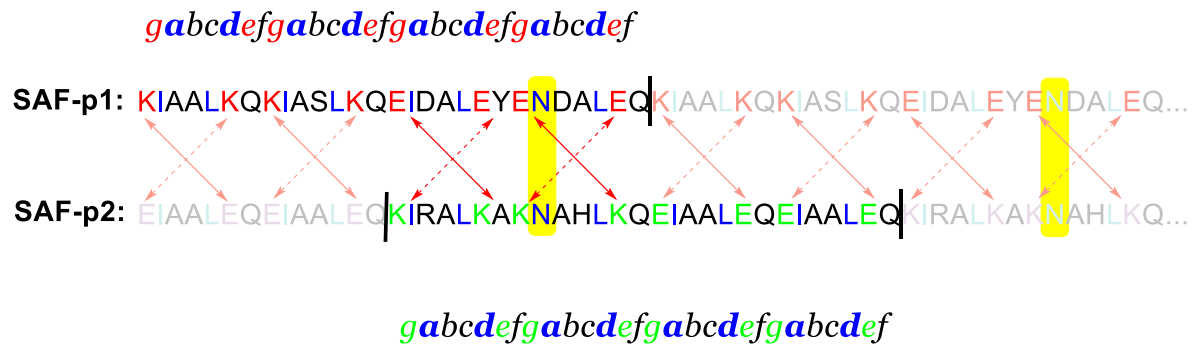 gabcdefgabcdefgabcdefgabcdef
SAF-p1: KIAALKQKIASLKQEIDALEYENDALEQKIAALKQKIASLKQEIDALEYENDALEQ...
SAF-p2: EIAALEQEIAALEQKIRALKAKNAHLKQEIAALEQEIAALEQKIRALKAKNAHLKQ...
gabcdefgabcdefgabcdefgabcdef